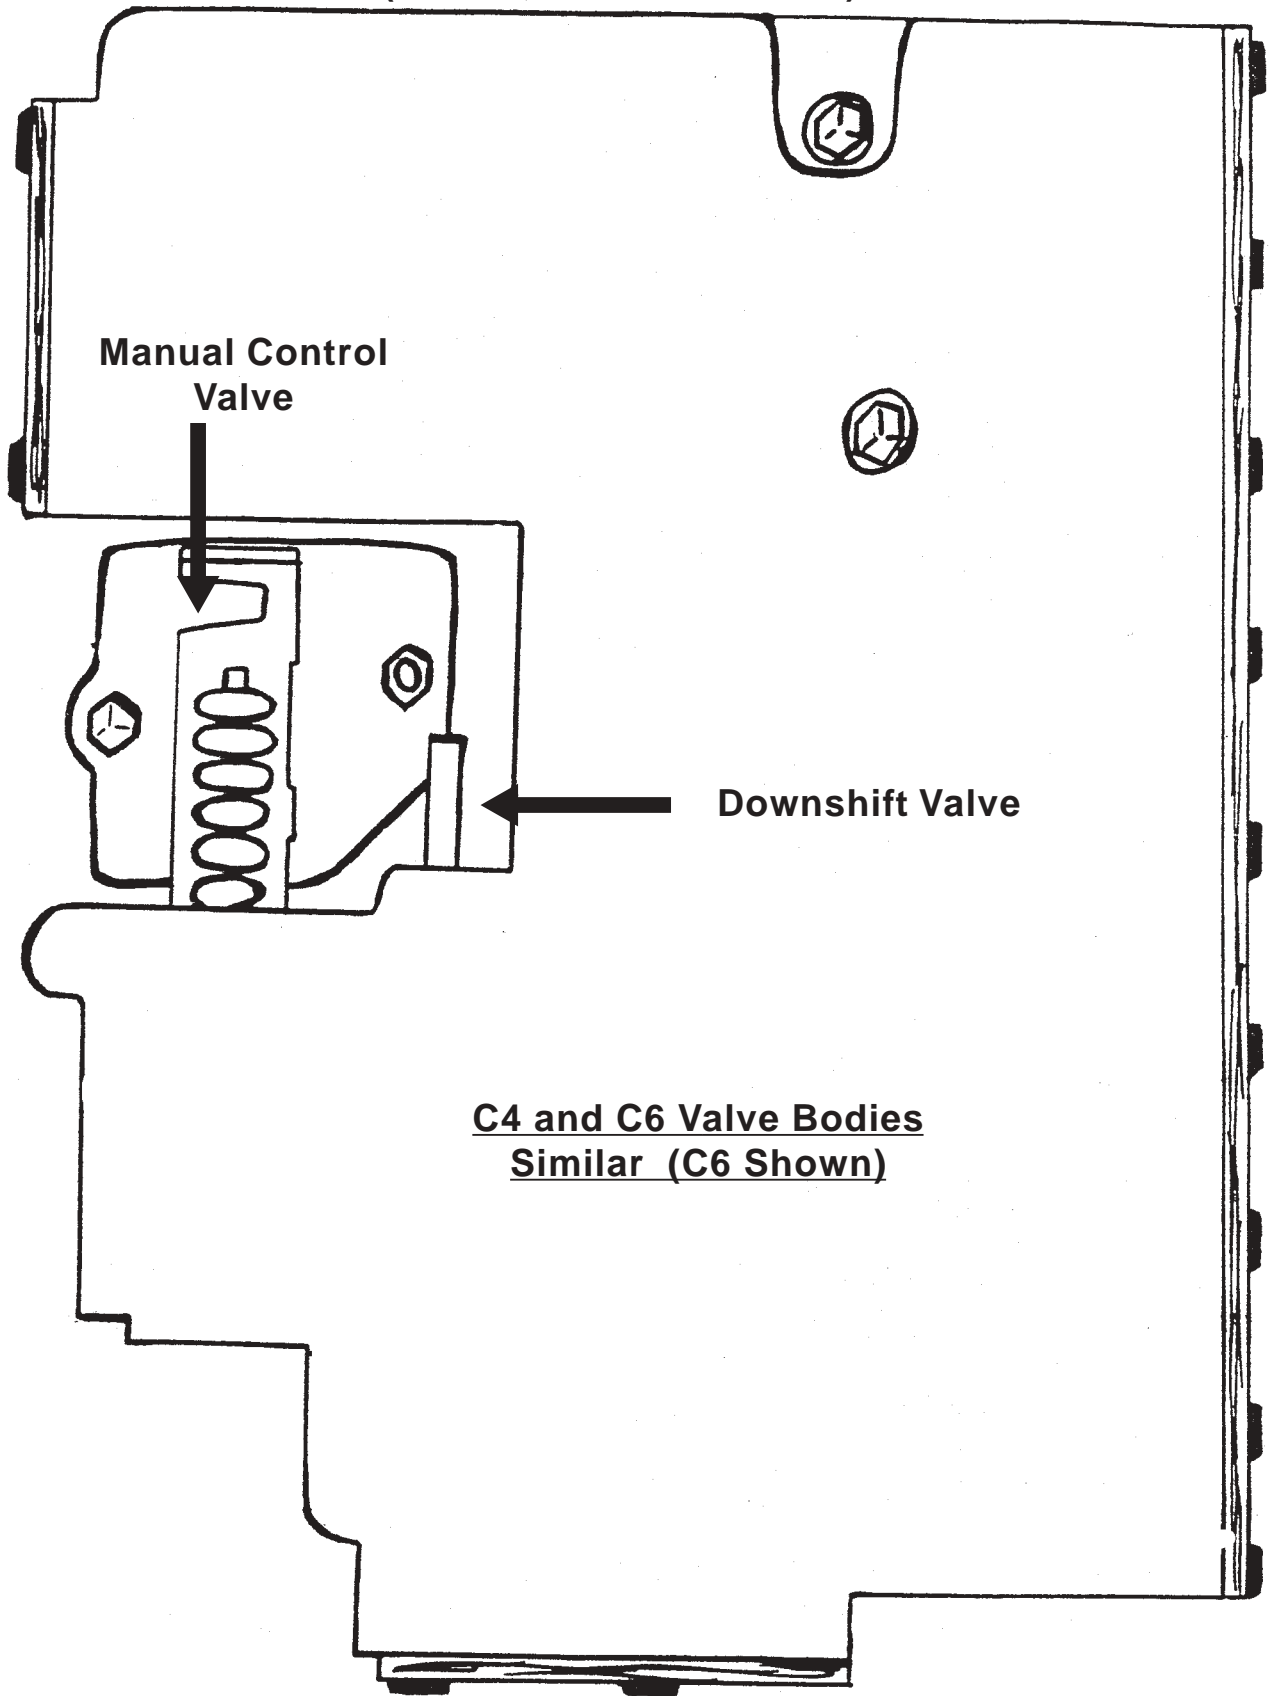 Manual Control
Valve
Downshift Valve
C4 and C6 Valve Bodies
Similar (C6 Shown)